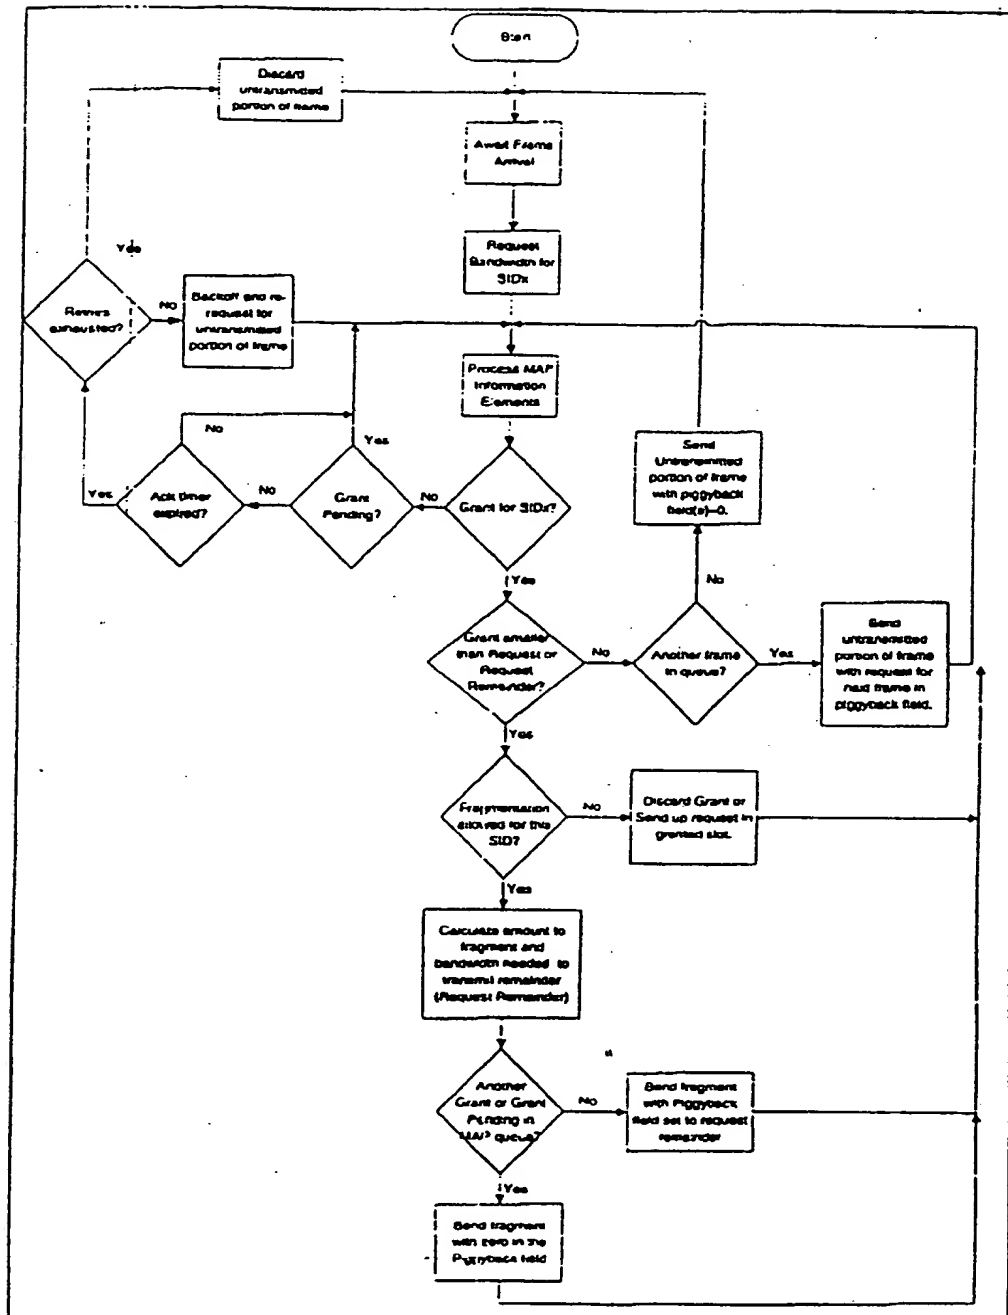 Start
Discard
untransmitted
portion of frame
Await Frame
Arrival
Request
Bandwidth for
SIDx
Yes
Retries
exhausted?
No
Backoff and re-
request for
untransmitted
portion of frame
Process MAP
Information
Elements
No
Yes
Yes
Ack timer
expired?
No
Grant
Pending?
No
Grant for SIDx?
Send
Untransmitted
portion of frame
with piggyback
field(s)=0.
Yes
No
Grant smaller
than Request or
Request
Remainder?
No
Another frame
in queue?
Yes
Send
untransmitted
portion of frame
with request for
next frame in
piggyback field.
Yes
Fragmentation
allowed for this
SID?
No
Discard Grant or
Send up request in
granted slot.
Yes
Calculate amount to
fragment and
bandwidth needed to
transmit remainder
(Request Remainder)
Another
Grant or Grant
Pending in
MAP queue?
No
Send fragment
with Piggyback
field set to request
remainder
Yes
Send fragment
with zero in the
Piggyback field